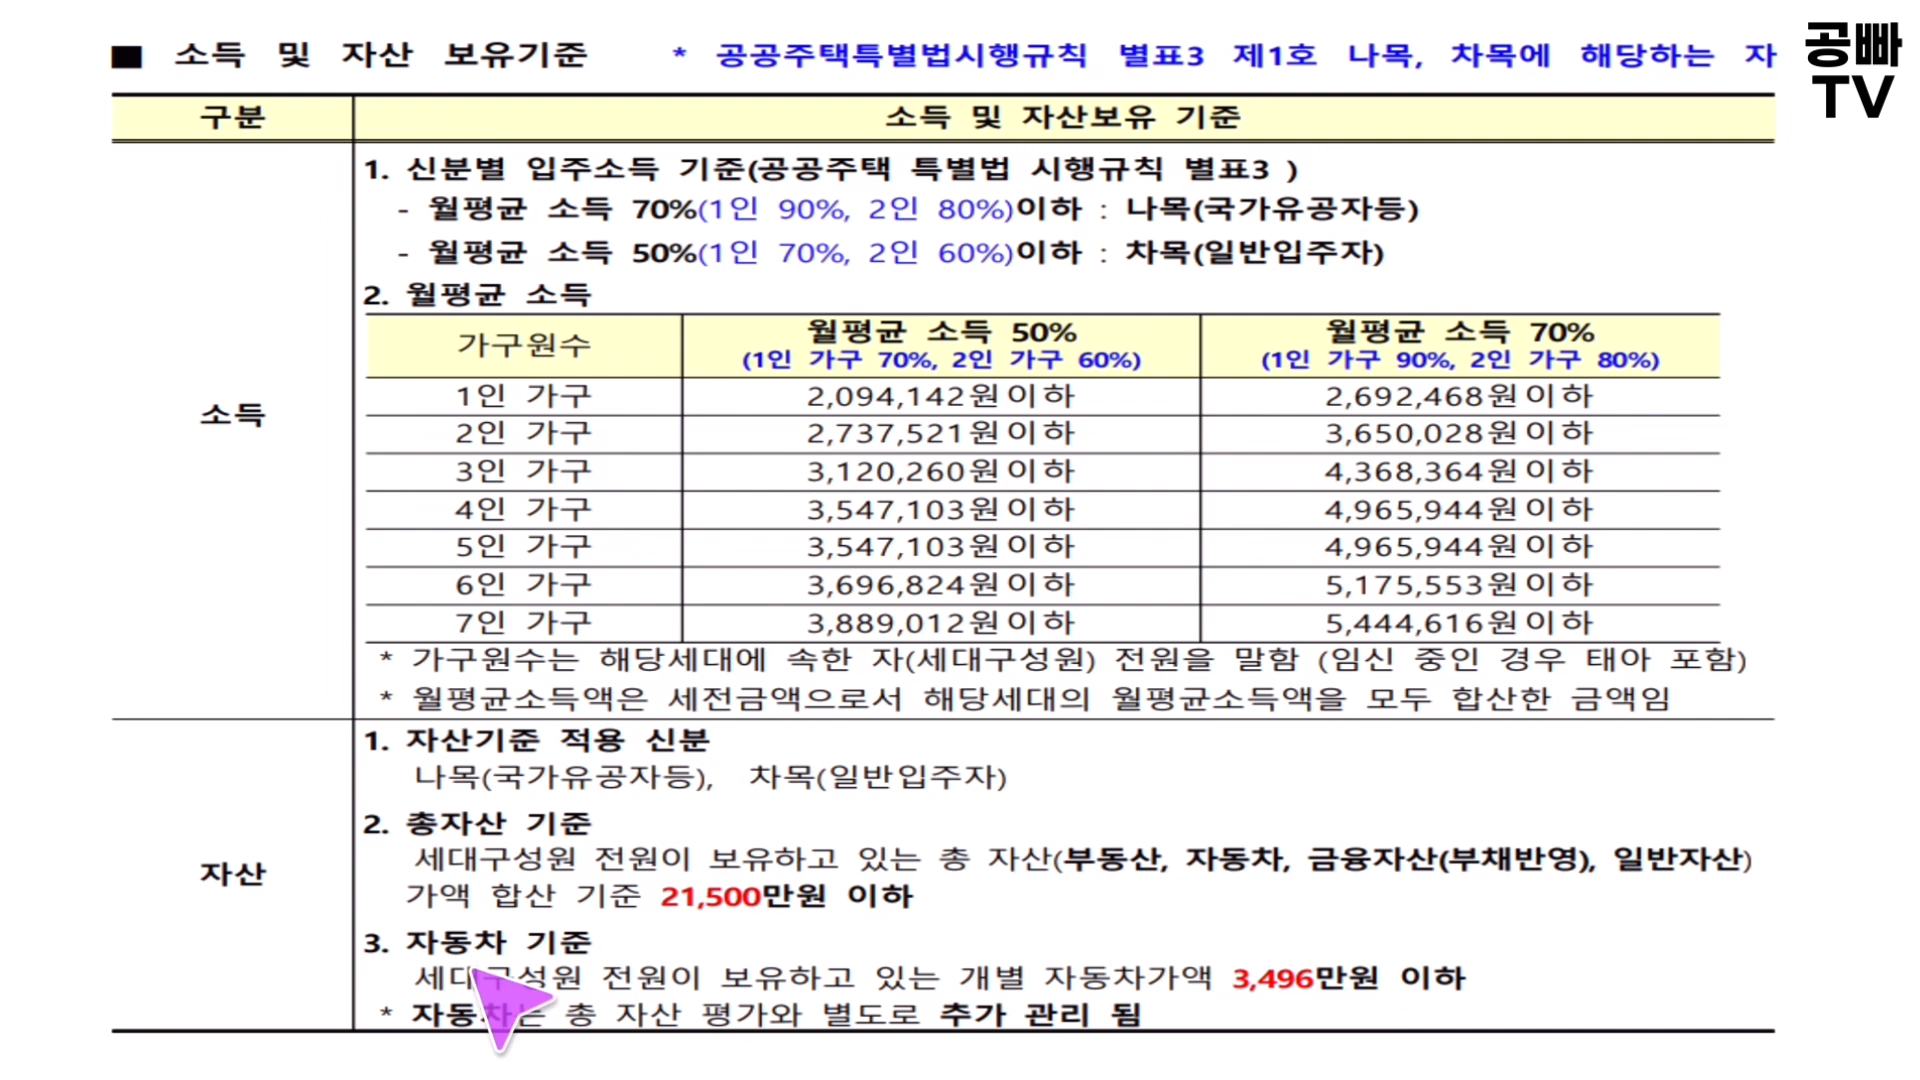 ■ 소득 및 자산 보유기준 * 공공주택특별법시행규칙 별표3 제1호 나목, 차목에 해당하는 자
공빠
TV
구분 소득 및 자산보유 기준
소득
1. 신분별 입주소득 기준(공공주택 특별법 시행규칙 별표3 )
- 월평균 소득 70%(1인 90%, 2인 80%)이하 : 나목(국가유공자등)
- 월평균 소득 50%(1인 70%, 2인 60%)이하 : 차목(일반입주자)
2. 월평균 소득
가구원수 월평균 소득 50% (1인 가구 70%, 2인 가구 60%) 월평균 소득 70% (1인 가구 90%, 2인 가구 80%)
1인 가구 2,094,142원이하 2,692,468원이하
2인 가구 2,737,521원이하 3,650,028원이하
3인 가구 3,120,260원이하 4,368,364원이하
4인 가구 3,547,103원이하 4,965,944원이하
5인 가구 3,547,103원이하 4,965,944원이하
6인 가구 3,696,824원이하 5,175,553원이하
7인 가구 3,889,012원이하 5,444,616원이하
* 가구원수는 해당세대에 속한 자(세대구성원) 전원을 말함 (임신 중인 경우 태아 포함)
* 월평균소득액은 세전금액으로서 해당세대의 월평균소득액을 모두 합산한 금액임
자산
1. 자산기준 적용 신분
나목(국가유공자등), 차목(일반입주자)
2. 총자산 기준
세대구성원 전원이 보유하고 있는 총 자산(부동산, 자동차, 금융자산(부채반영), 일반자산)
가액 합산 기준 21,500만원 이하
3. 자동차 기준
세대구성원 전원이 보유하고 있는 개별 자동차가액 3,496만원 이하
* 자동차는 총 자산 평가와 별도로 추가 관리 됨